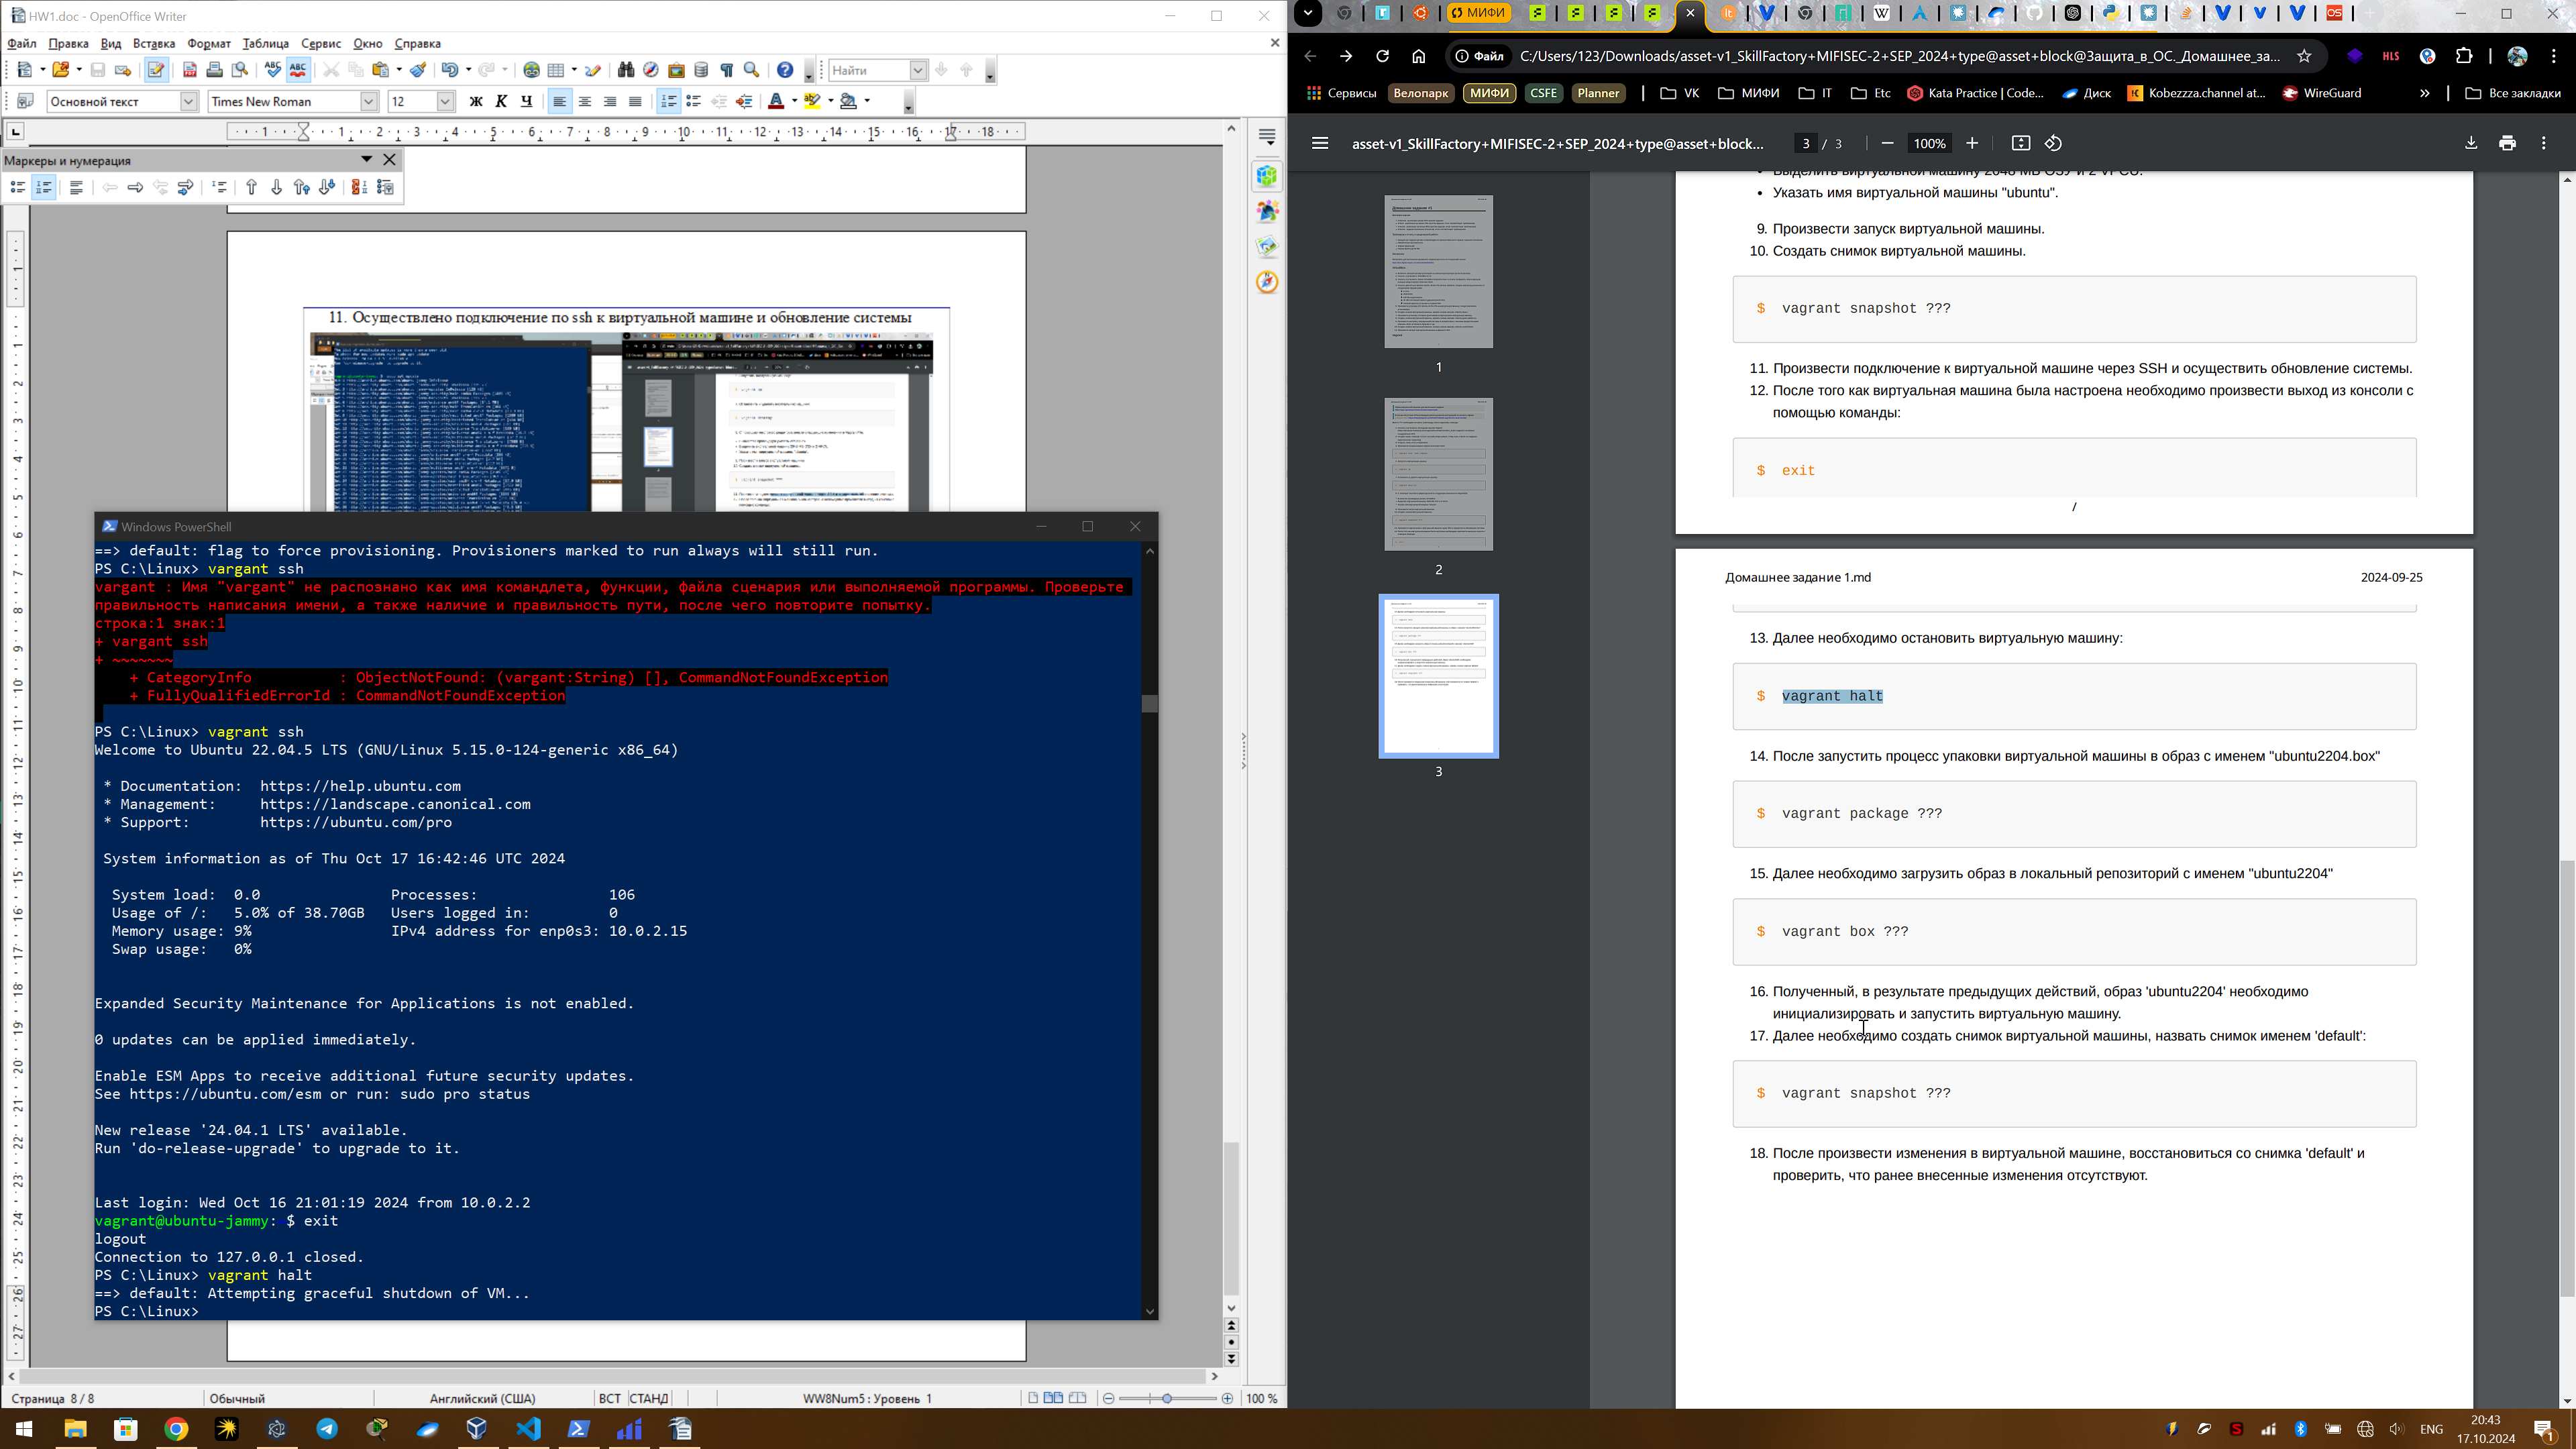 HW1.doc - OpenOffice Writer
Файл Правка Вид Вставка Формат Таблица Сервис Окно Справка
Найти
Основной текст
Times New Roman
12
Маркеры и нумерация
11. Осуществлено подключение по ssh к виртуальной машине и обновление системы
Windows PowerShell
==> default: flag to force provisioning. Provisioners marked to run always will still run.
PS C:\Linux> vargant ssh
vargant : Имя "vargant" не распознано как имя командлета, функции, файла сценария или выполняемой программы. Проверьте
правильность написания имени, а также наличие и правильность пути, после чего повторите попытку.
строка:1 знак:1
+ vargant ssh
+ ~~~~~~~
+ CategoryInfo : ObjectNotFound: (vargant:String) [], CommandNotFoundException
+ FullyQualifiedErrorId : CommandNotFoundException
PS C:\Linux> vagrant ssh
Welcome to Ubuntu 22.04.5 LTS (GNU/Linux 5.15.0-124-generic x86_64)
* Documentation: https://help.ubuntu.com
* Management: https://landscape.canonical.com
* Support: https://ubuntu.com/pro
System information as of Thu Oct 17 16:42:46 UTC 2024
System load: 0.0 Processes: 106
Usage of /: 5.0% of 38.70GB Users logged in: 0
Memory usage: 9% IPv4 address for enp0s3: 10.0.2.15
Swap usage: 0%
Expanded Security Maintenance for Applications is not enabled.
0 updates can be applied immediately.
Enable ESM Apps to receive additional future security updates.
See https://ubuntu.com/esm or run: sudo pro status
New release '24.04.1 LTS' available.
Run 'do-release-upgrade' to upgrade to it.
Last login: Wed Oct 16 21:01:19 2024 from 10.0.2.2
vagrant@ubuntu-jammy: $ exit
logout
Connection to 127.0.0.1 closed.
PS C:\Linux> vagrant halt
==> default: Attempting graceful shutdown of VM...
PS C:\Linux>
Страница 8 / 8
Обычный
Английский (США)
ВСТ
СТАНД
WW8Num5 : Уровень 1
100 %
МИФИ
Файл
C:/Users/123/Downloads/asset-v1_SkillFactory+MIFISEC-2+SEP_2024+type@asset+block@Защита_в_ОС._Домашнее_за...
Сервисы Велопарк МИФИ CSFE Planner VK МИФИ IT Etc Kata Practice | Code... Диск Kobezzza.channel at... WireGuard » Все закладки
asset-v1_SkillFactory+MIFISEC-2+SEP_2024+type@asset+block...
3 / 3
100%
1
2
3
• Выделить виртуальной машину 2048 МБ ОЗУ и 2 VPCU.
• Указать имя виртуальной машины "ubuntu".
9. Произвести запуск виртуальной машины.
10. Создать снимок виртуальной машины.
$ vagrant snapshot ???
11. Произвести подключение к виртуальной машине через SSH и осуществить обновление системы.
12. После того как виртуальная машина была настроена необходимо произвести выход из консоли с
помощью команды:
$ exit
/
Домашнее задание 1.md
2024-09-25
13. Далее необходимо остановить виртуальную машину:
$ vagrant halt
14. После запустить процесс упаковки виртуальной машины в образ с именем "ubuntu2204.box"
$ vagrant package ???
15. Далее необходимо загрузить образ в локальный репозиторий с именем "ubuntu2204"
$ vagrant box ???
16. Полученный, в результате предыдущих действий, образ 'ubuntu2204' необходимо
инициализировать и запустить виртуальную машину.
17. Далее необходимо создать снимок виртуальной машины, назвать снимок именем 'default':
$ vagrant snapshot ???
18. После произвести изменения в виртуальной машине, восстановиться со снимка 'default' и
проверить, что ранее внесенные изменения отсутствуют.
ENG
20:43
17.10.2024
1